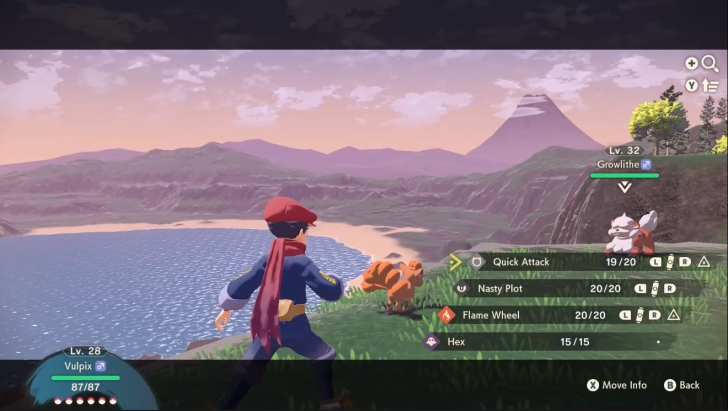 +
Y
Lv. 32
Growlithe ♂
Quick Attack 19/20 L R
Nasty Plot 20/20 L R
Flame Wheel 20/20 L R
Hex 15/15
Lv. 28
Vulpix ♂
87/87
X Move Info B Back